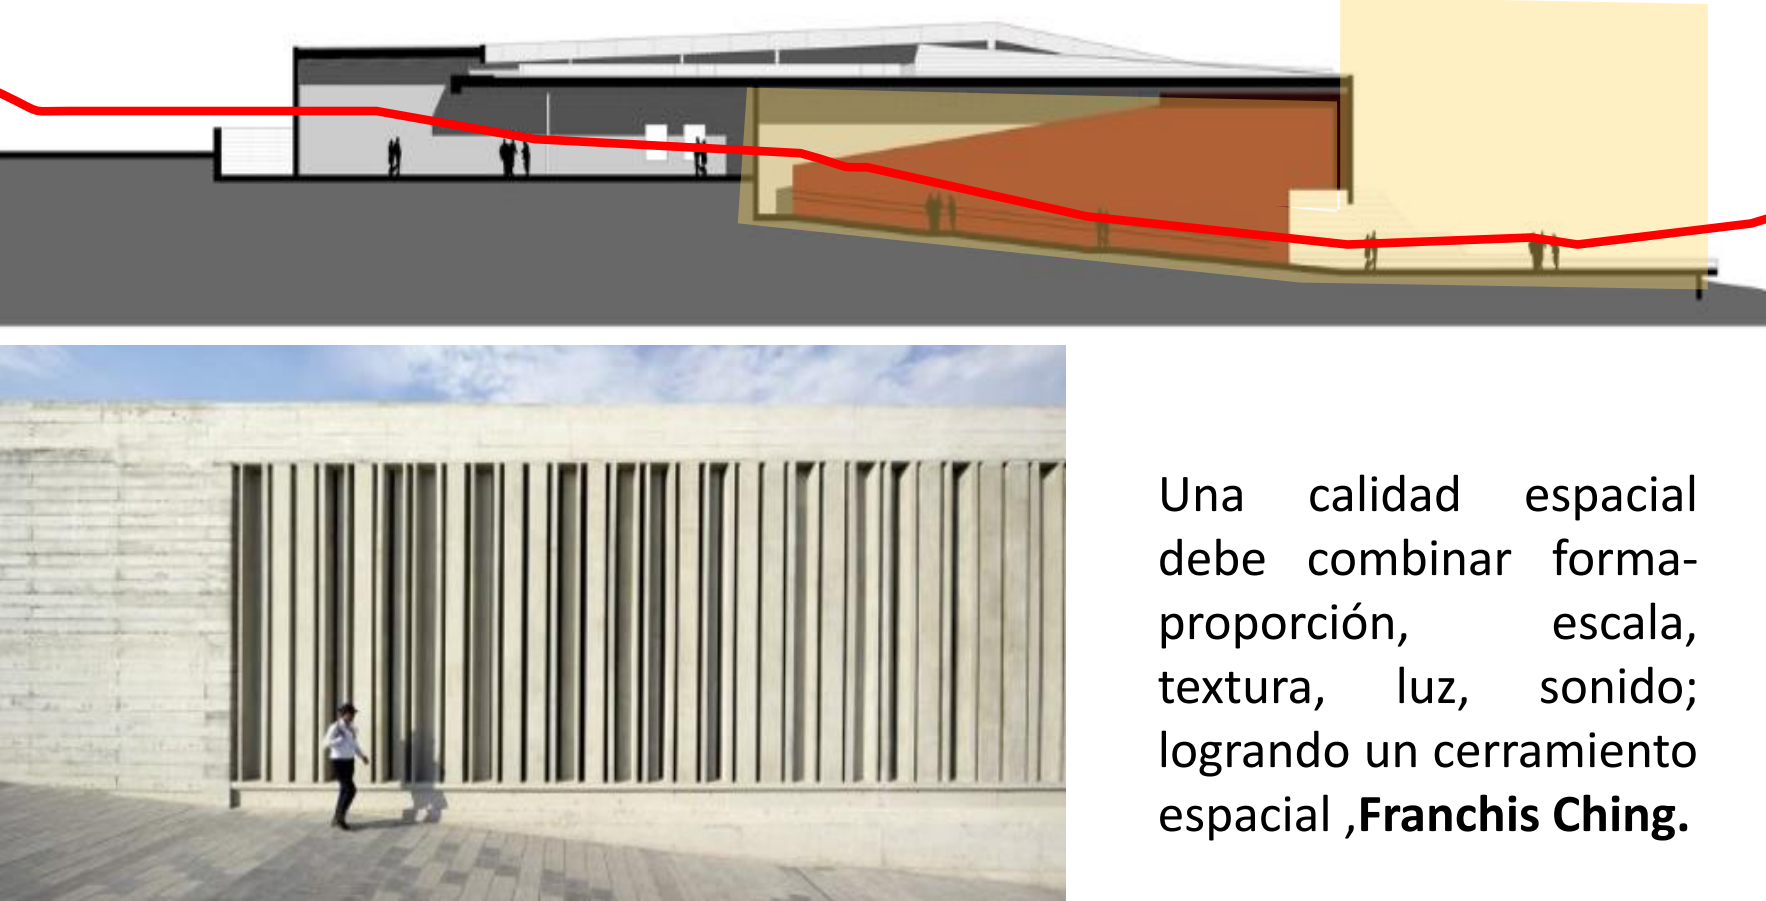 Una calidad espacial
debe combinar forma-
proporción, escala,
textura, luz, sonido;
logrando un cerramiento
espacial ,Franchis Ching.